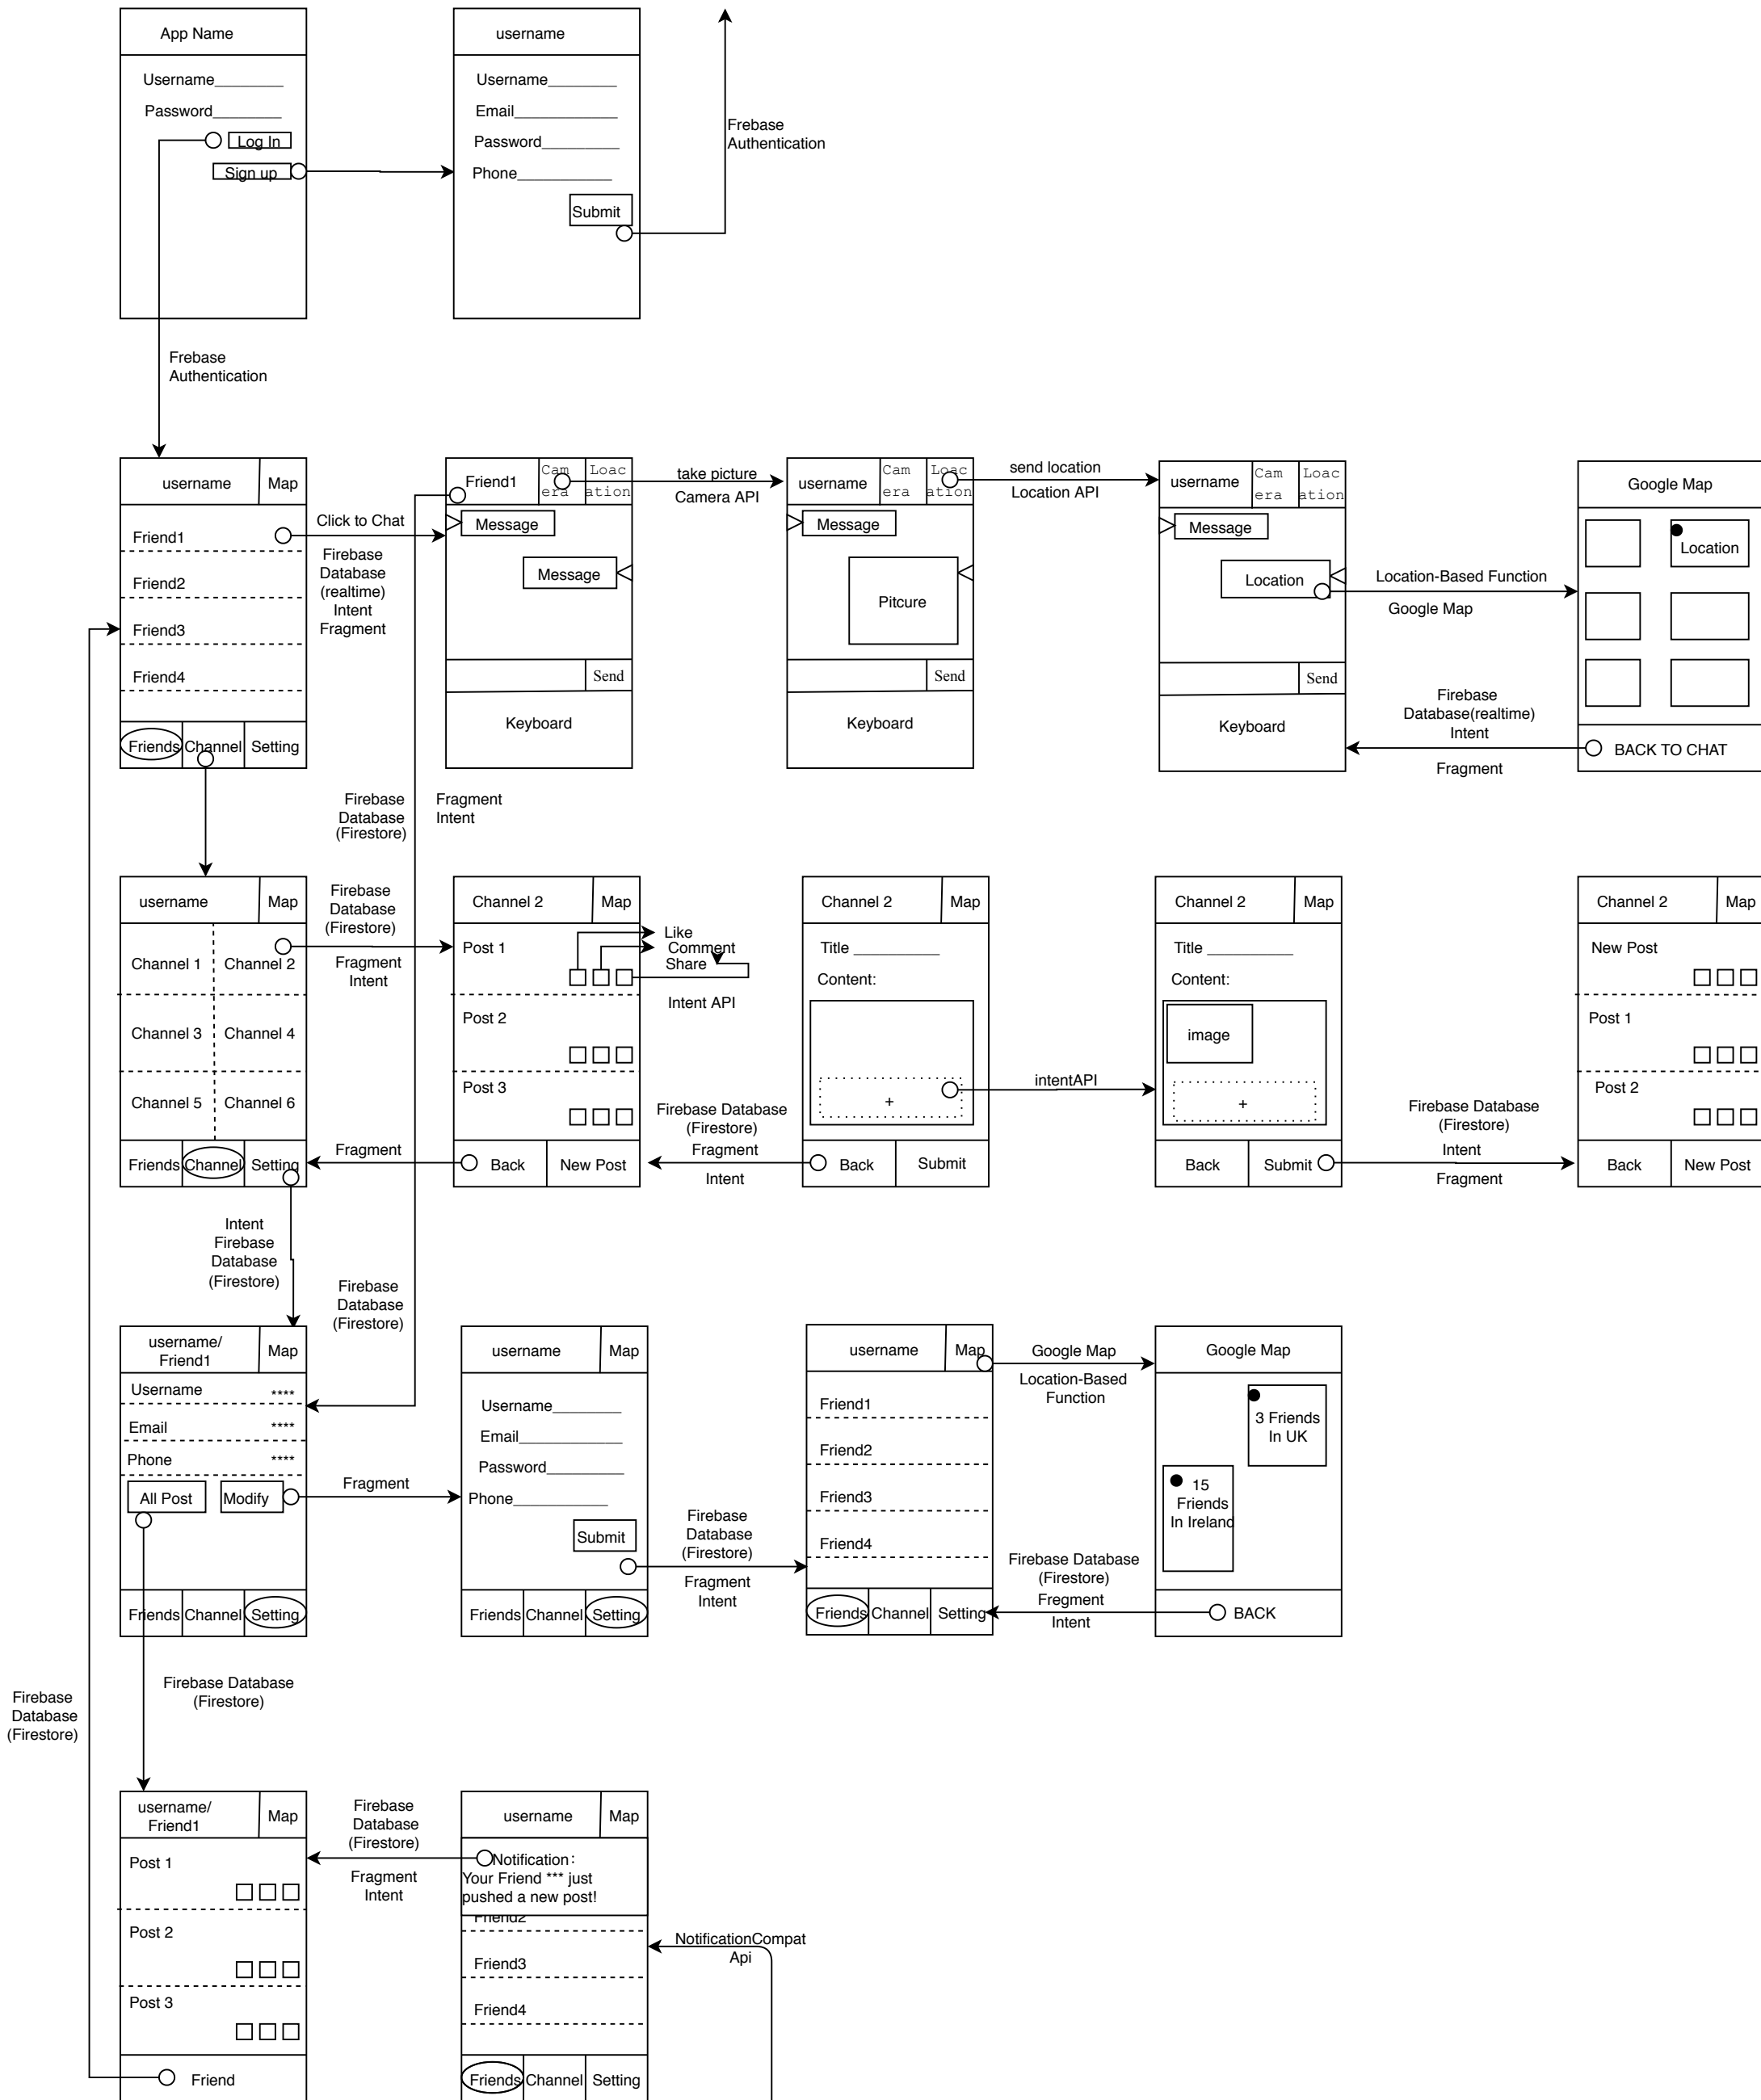 App Name
Username_________
Password_________
Log In
Sign up
username
Username_________
Email_____________
Password__________
Phone____________
Submit
Frebase
Authentication
Frebase
Authentication
username
Map
Friend1
Friend2
Friend3
Friend4
Friends
Channel
Setting
Click to Chat
Firebase
Database
(realtime)
Intent
Fragment
Friend1
Cam
era
Loac
ation
Message
Message
Send
Keyboard
take picture
Camera API
username
Cam
era
Loac
ation
Message
Pitcure
Send
Keyboard
send location
Location API
username
Cam
era
Loac
ation
Message
Location
Send
Keyboard
Location-Based Function
Google Map
Firebase
Database(realtime)
Intent
Fragment
Google Map
Location
BACK TO CHAT
Firebase
Database
(Firestore)
Fragment
Intent
username
Map
Channel 1
Channel 2
Channel 3
Channel 4
Channel 5
Channel 6
Friends
Channel
Setting
Firebase
Database
(Firestore)
Fragment
Intent
Fragment
Channel 2
Map
Post 1
Post 2
Post 3
Back
New Post
Like
Comment
Share
Intent API
Firebase Database
(Firestore)
Fragment
Intent
Channel 2
Map
Title ___________
Content:
+
Back
Submit
intentAPI
Channel 2
Map
Title ___________
Content:
image
+
Back
Submit
Firebase Database
(Firestore)
Intent
Fragment
Channel 2
Map
New Post
Post 1
Post 2
Back
New Post
Intent
Firebase
Database
(Firestore)
Firebase
Database
(Firestore)
username/
Friend1
Map
Username ****
Email ****
Phone ****
All Post
Modify
Friends
Channel
Setting
Fragment
username
Map
Username_________
Email_____________
Password__________
Phone____________
Submit
Friends
Channel
Setting
Firebase
Database
(Firestore)
Fragment
Intent
username
Map
Friend1
Friend2
Friend3
Friend4
Friends
Channel
Setting
Google Map
Location-Based
Function
Firebase Database
(Firestore)
Fregment
Intent
Google Map
3 Friends
In UK
15
Friends
In Ireland
BACK
Firebase
Database
(Firestore)
Firebase Database
(Firestore)
username/
Friend1
Map
Post 1
Post 2
Post 3
Friend
Firebase
Database
(Firestore)
Fragment
Intent
username
Map
Notification：
Your Friend *** just
pushed a new post!
Friend2
Friend3
Friend4
Friends
Channel
Setting
NotificationCompat
Api